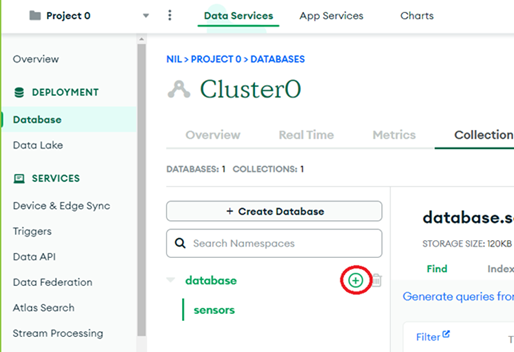 Project 0
Data Services
App Services
Charts
Overview
DEPLOYMENT
Database
Data Lake
SERVICES
Device & Edge Sync
Triggers
Data API
Data Federation
Atlas Search
Stream Processing
NIL > PROJECT 0 > DATABASES
Cluster0
Overview
Real Time
Metrics
Collection
DATABASES: 1 COLLECTIONS: 1
+ Create Database
Search Namespaces
database
sensors
database.s
STORAGE SIZE: 120KB
Find
Index
Generate queries from
Filter